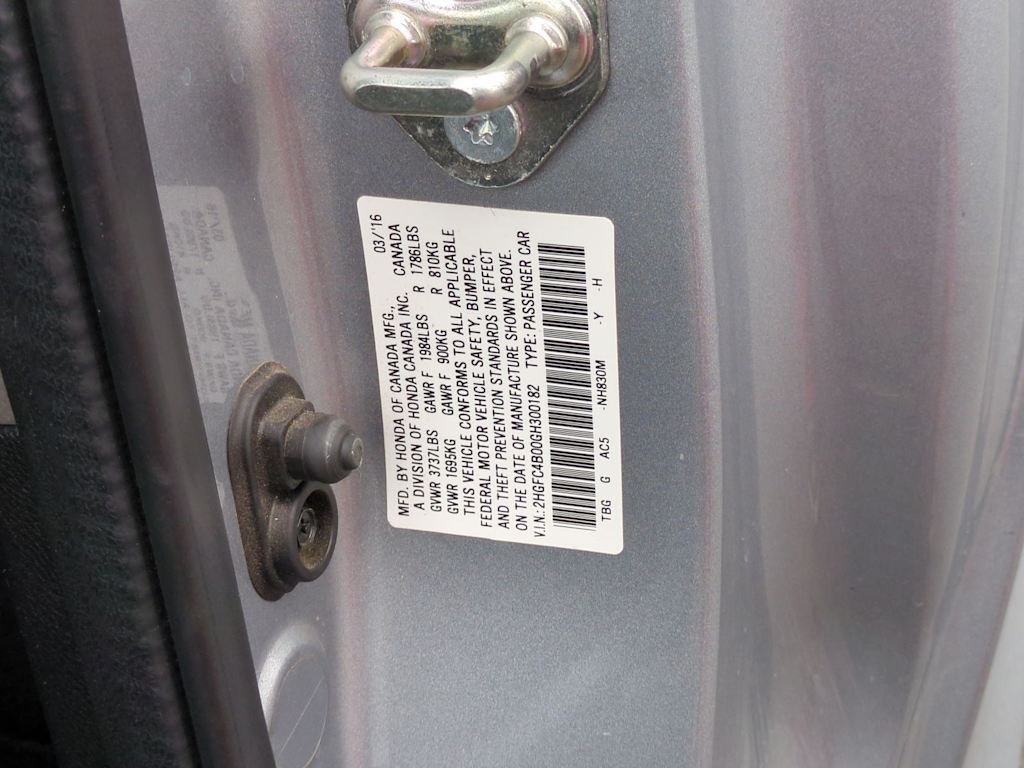 MFD. BY HONDA OF CANADA MFG. 03/'16
A DIVISION OF HONDA CANADA INC. CANADA
GVWR 3737LBS GAWR F 1984LBS R 1786LBS
GVWR 1695KG GAWR F 900KG R 810KG
THIS VEHICLE CONFORMS TO ALL APPLICABLE
FEDERAL MOTOR VEHICLE SAFETY, BUMPER,
AND THEFT PREVENTION STANDARDS IN EFFECT
ON THE DATE OF MANUFACTURE SHOWN ABOVE.
V.I.N.: 2HGFC4B00GH300182 TYPE: PASSENGER CAR
TBG G AC5 -NH830M -Y -H